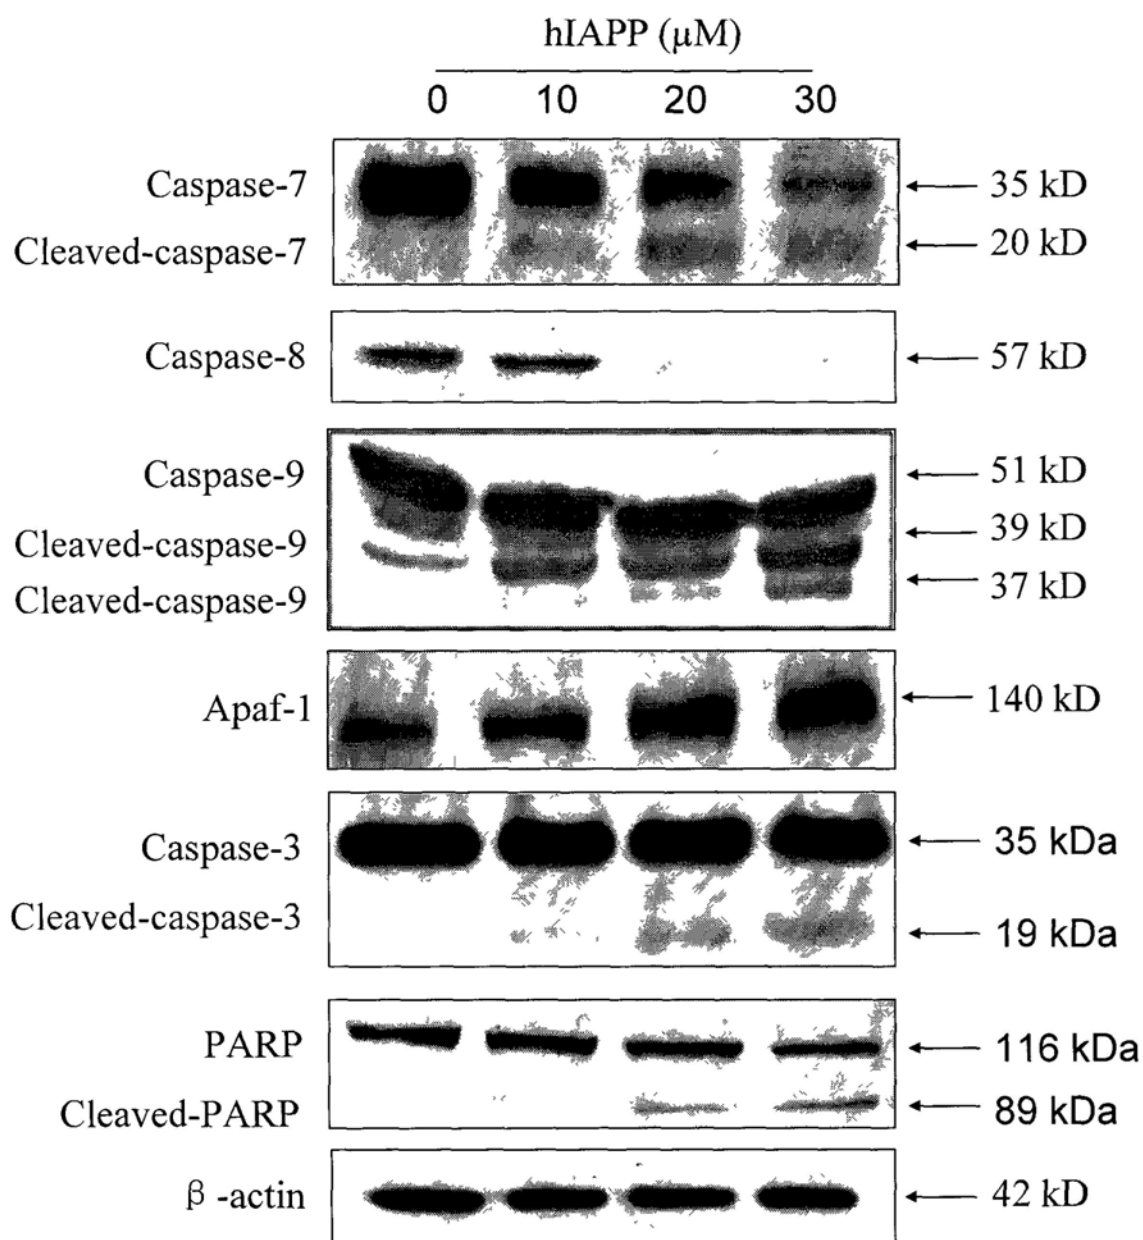 hIAPP (μM)
0 10 20 30
Caspase-7 35 kD
Cleaved-caspase-7 20 kD
Caspase-8 57 kD
Caspase-9 51 kD
Cleaved-caspase-9 39 kD
Cleaved-caspase-9 37 kD
Apaf-1 140 kD
Caspase-3 35 kDa
Cleaved-caspase-3 19 kDa
PARP 116 kDa
Cleaved-PARP 89 kDa
β-actin 42 kD